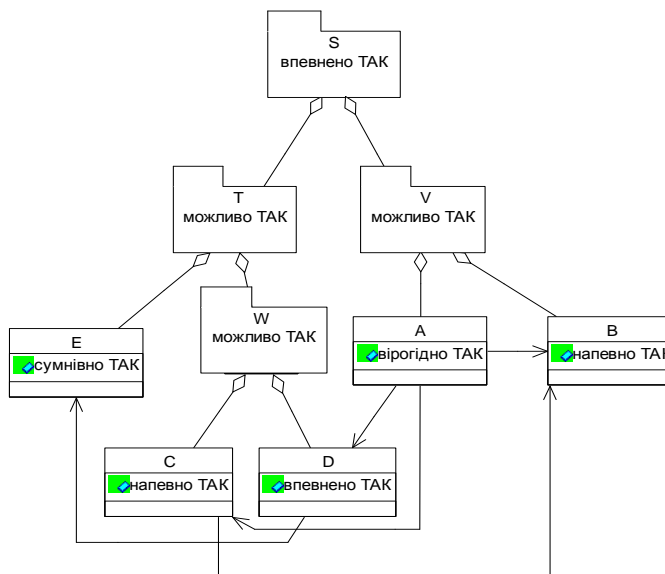 S
впевнено ТАК
T
можливо ТАК
V
можливо ТАК
W
можливо ТАК
E
сумнівно ТАК
A
вірогідно ТАК
B
напевно ТАК
C
напевно ТАК
D
впевнено ТАК